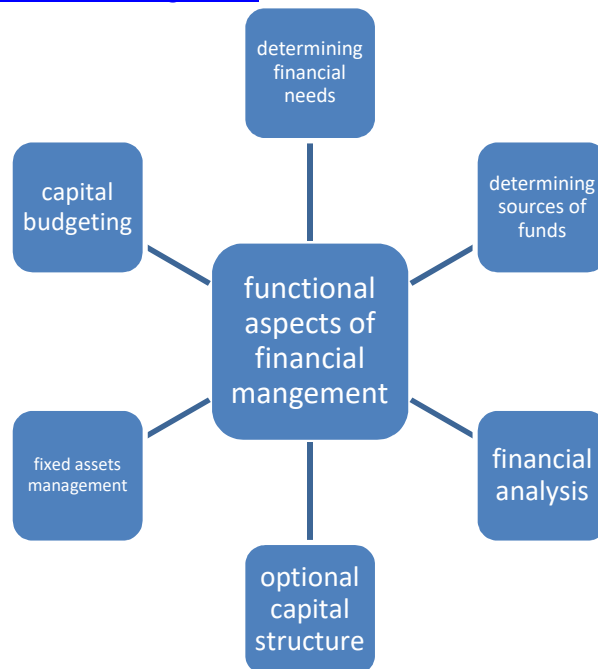 determining
financial
needs
capital
budgeting
determining
sources of
funds
functional
aspects of
financial
mangement
fixed assets
management
financial
analysis
optional
capital
structure